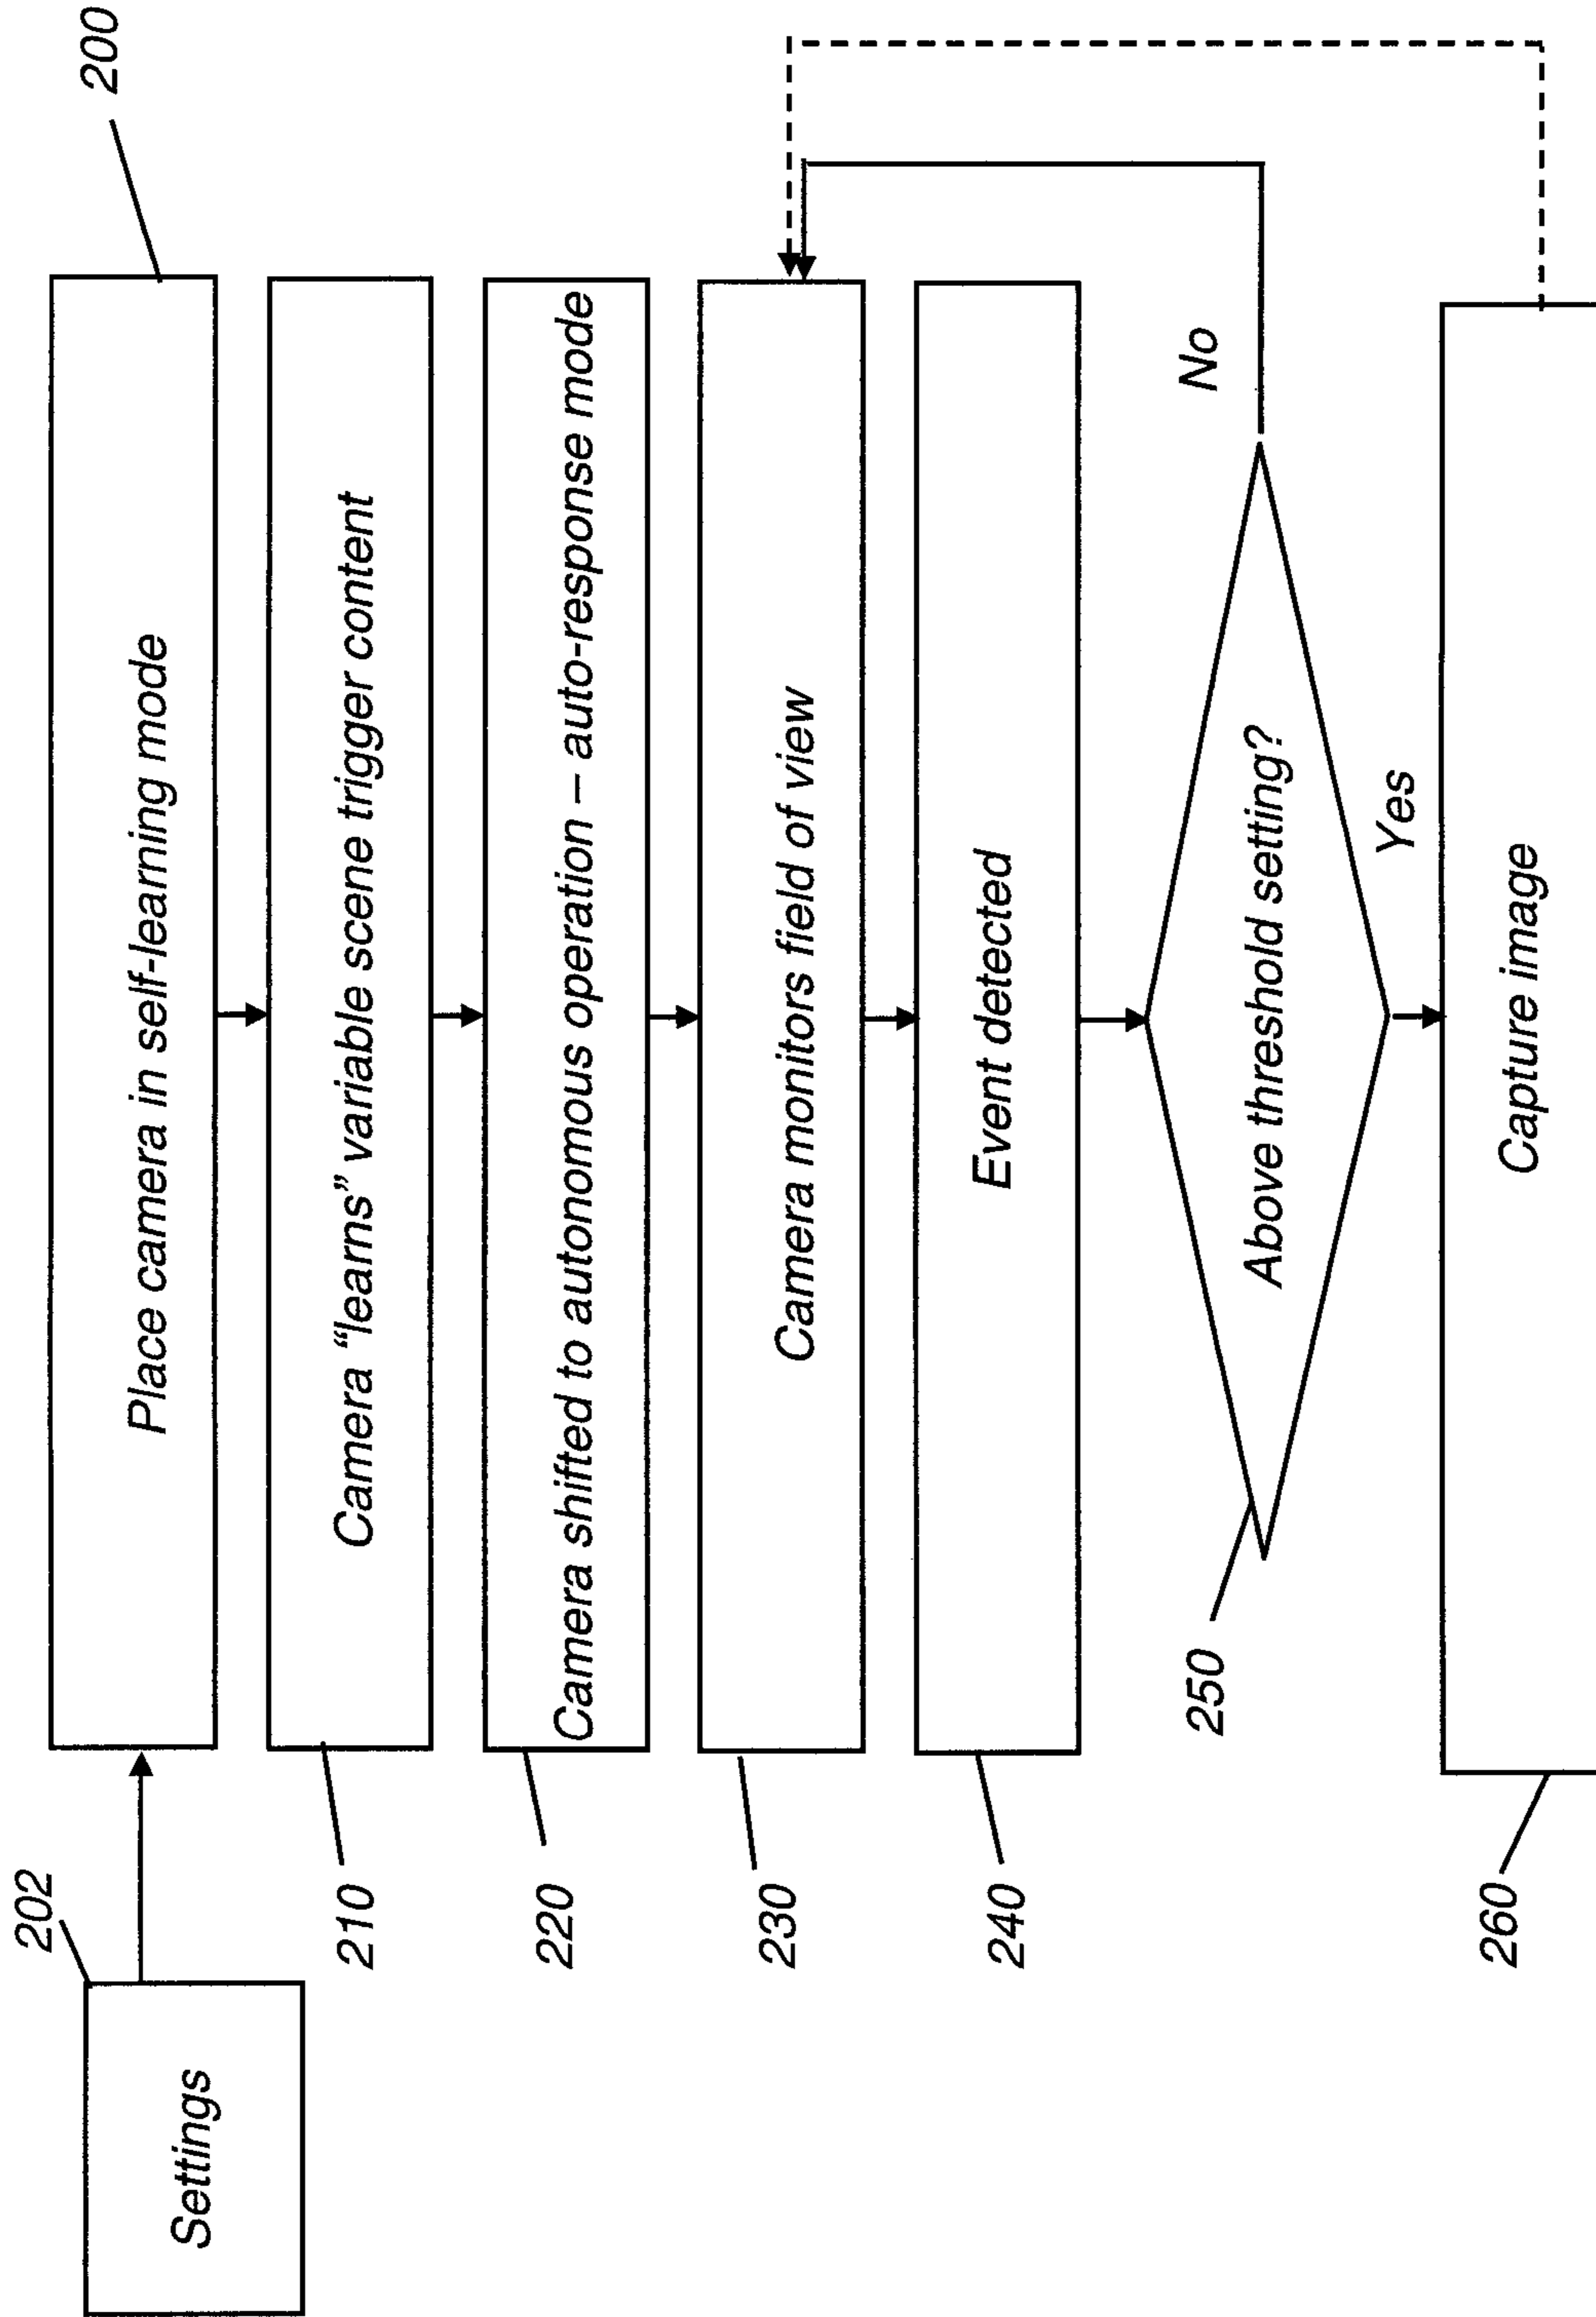 200
Place camera in self-learning mode
202
Settings
Camera “learns” variable scene trigger content
210
Camera shifted to autonomous operation – auto-response mode
220
Camera monitors field of view
230
Event detected
240
Above threshold setting?
No
250
Yes
Capture image
260